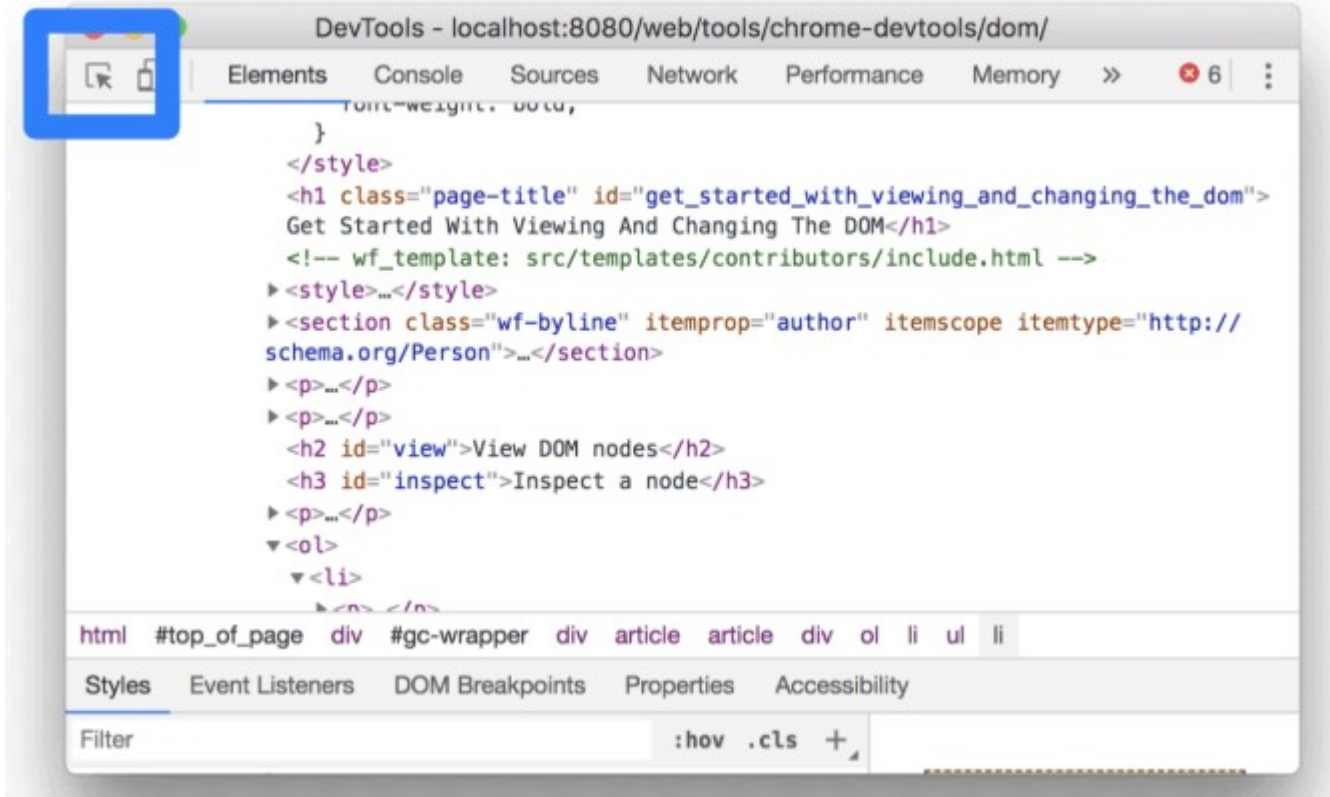 DevTools - localhost:8080/web/tools/chrome-devtools/dom/
Elements Console Sources Network Performance Memory » 6
font-weight: bold;
}
</style>
<h1 class="page-title" id="get_started_with_viewing_and_changing_the_dom">
Get Started With Viewing And Changing The DOM</h1>
<!-- wf_template: src/templates/contributors/include.html -->
<style>…</style>
<section class="wf-byline" itemprop="author" itemscope itemtype="http://
schema.org/Person">…</section>
<p>…</p>
<p>…</p>
<h2 id="view">View DOM nodes</h2>
<h3 id="inspect">Inspect a node</h3>
<p>…</p>
<ol>
<li>
<p>…</p>
html #top_of_page div #gc-wrapper div article article div ol li ul li
Styles Event Listeners DOM Breakpoints Properties Accessibility
Filter :hov .cls +